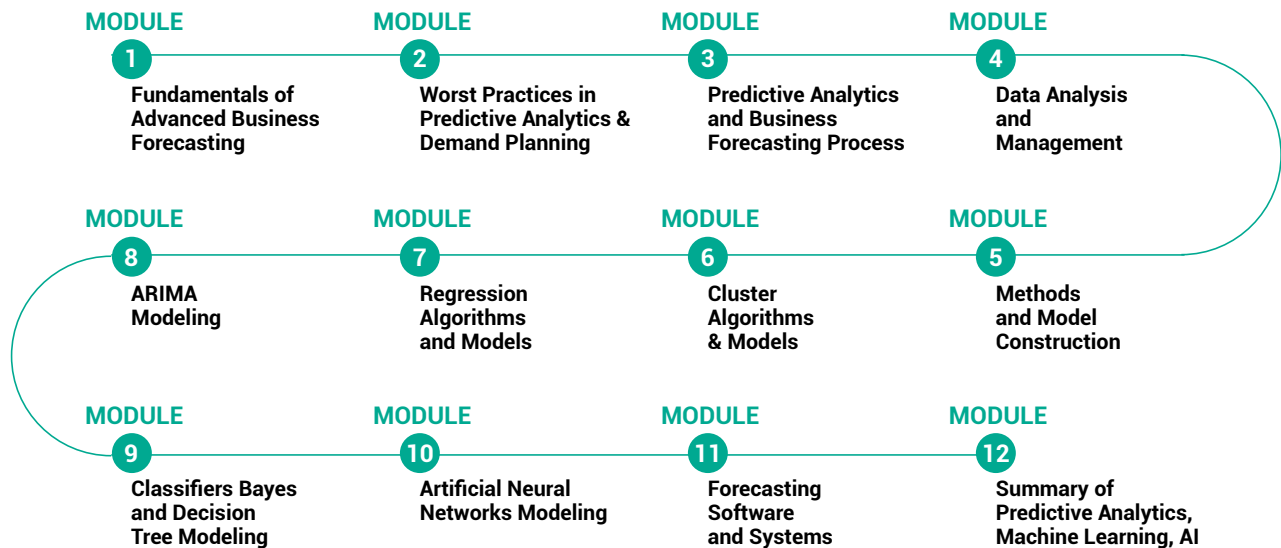 MODULE
1
Fundamentals of
Advanced Business
Forecasting
MODULE
2
Worst Practices in
Predictive Analytics &
Demand Planning
MODULE
3
Predictive Analytics
and Business
Forecasting Process
MODULE
4
Data Analysis
and
Management
MODULE
5
Methods
and Model
Construction
MODULE
6
Cluster
Algorithms
& Models
MODULE
7
Regression
Algorithms
and Models
MODULE
8
ARIMA
Modeling
MODULE
9
Classifiers Bayes
and Decision
Tree Modeling
MODULE
10
Artificial Neural
Networks Modeling
MODULE
11
Forecasting
Software
and Systems
MODULE
12
Summary of
Predictive Analytics,
Machine Learning, AI